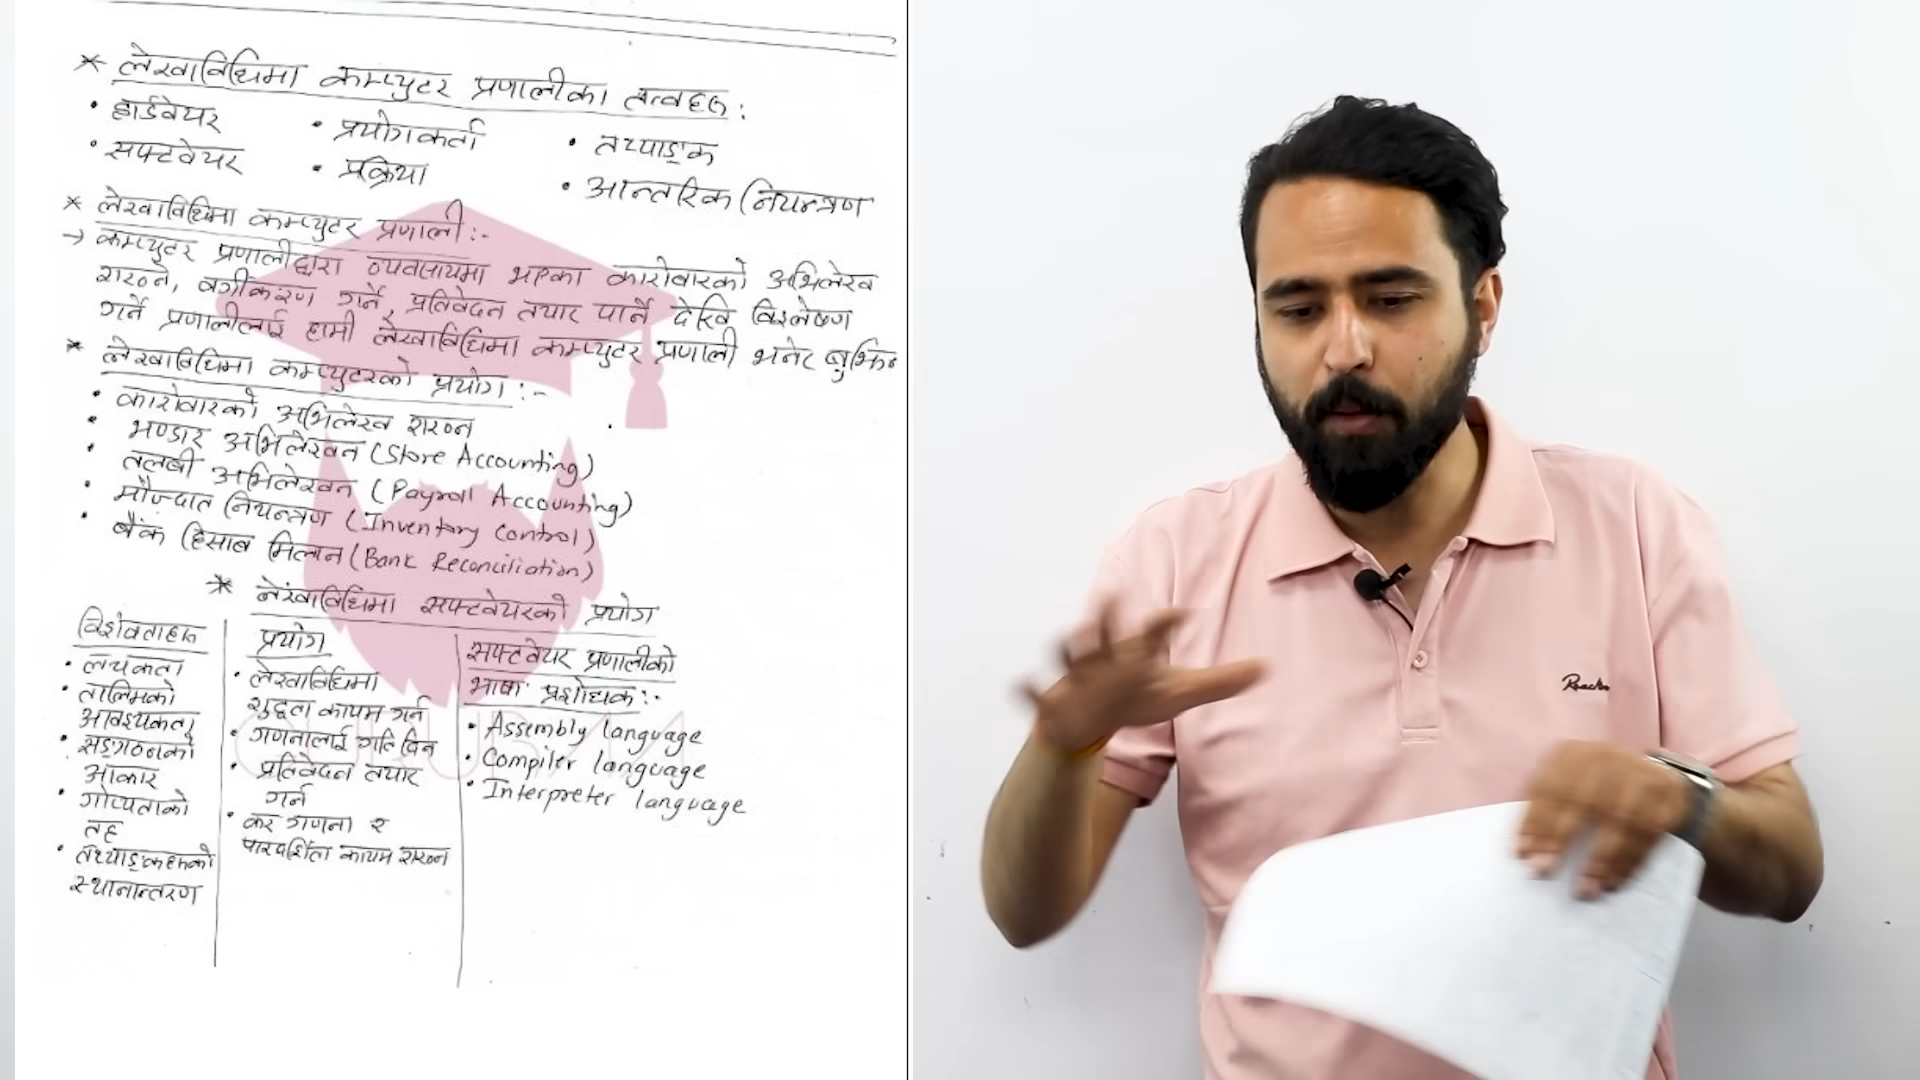 * लेखाविधिमा कम्प्युटर प्रणालीका तत्वहरु :
• हार्डवेयर • प्रयोगकर्ता • तथ्याङ्क
• सफ्टवेयर • प्रक्रिया • आन्तरिक नियन्त्रण
* लेखाविधिमा कम्प्युटर प्रणाली :-
→ कम्प्युटर प्रणालीद्वारा व्यवसायमा भएका कारोबारको अभिलेख
राख्ने, वर्गीकरण गर्ने, प्रतिवेदन तयार पार्ने देखि विश्लेषण
गर्ने प्रणालीलाई हामी लेखाविधिमा कम्प्युटर प्रणाली भनेर बुझिन
* लेखाविधिमा कम्प्युटरको प्रयोग :-
• कारोबारको अभिलेख राख्न
• भण्डार अभिलेखन (Store Accounting)
• तलबी अभिलेखन (Payroll Accounting)
• मौज्दात नियन्त्रण (Inventory Control)
• बैंक हिसाब मिलान (Bank Reconciliation)
* लेखाविधिमा सफ्टवेयरको प्रयोग
विशेषताहरु
• लचकता
• तालिमको
आवश्यकता
• सङ्गठनको
आकार
• गोप्यताको
तह
• तथ्याङ्कहरुको
स्थानान्तरण
प्रयोग
• लेखाविधिमा
शुद्धता कायम गर्न
• गणनालाई गति दिन
• प्रतिवेदन तयार
गर्न
• कर गणना र
पारदर्शिता कायम राख्न
सफ्टवेयर प्रणालीको
भाषा प्रशोधक :-
• Assembly language
• Compiler language
• Interpreter language